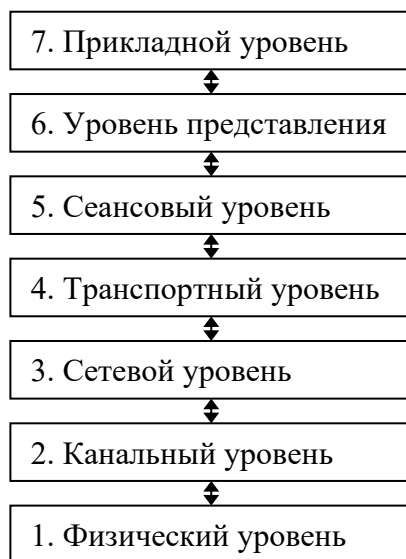 7. Прикладной уровень
6. Уровень представления
5. Сеансовый уровень
4. Транспортный уровень
3. Сетевой уровень
2. Канальный уровень
1. Физический уровень